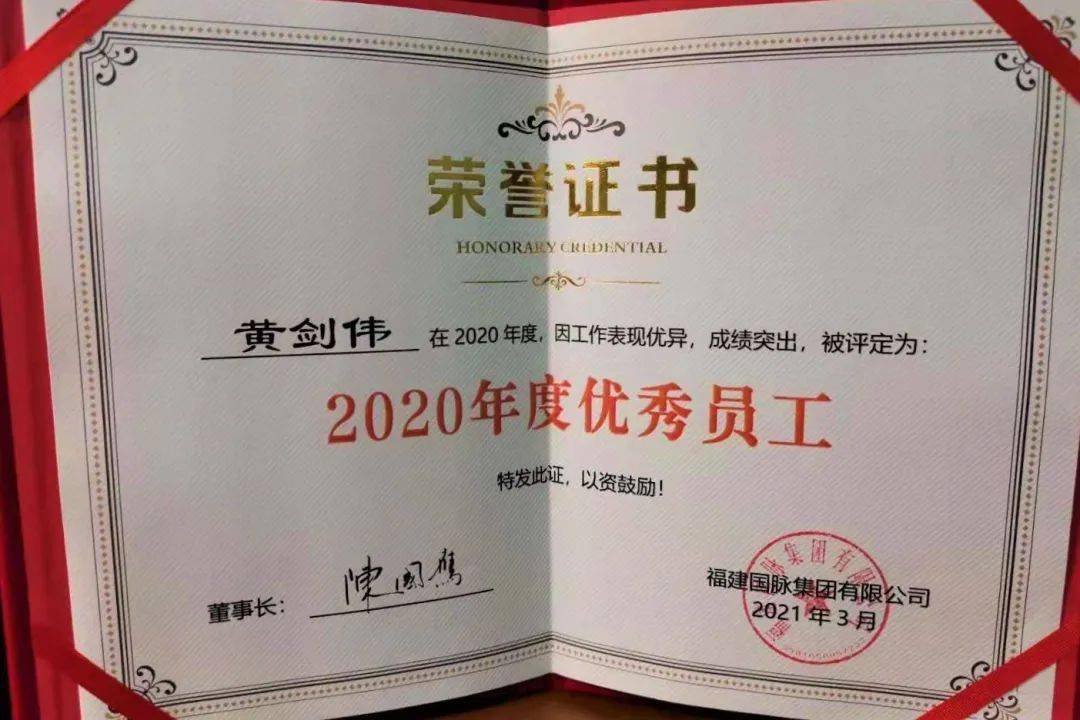 荣誉证书
HONORARY CREDENTIAL
黄剑伟 在 2020 年度，因工作表现优异，成绩突出，被评定为：
2020年度优秀员工
特发此证，以资鼓励！
董事长： 陳國鷹
福建国脉集团有限公司
2021 年 3 月